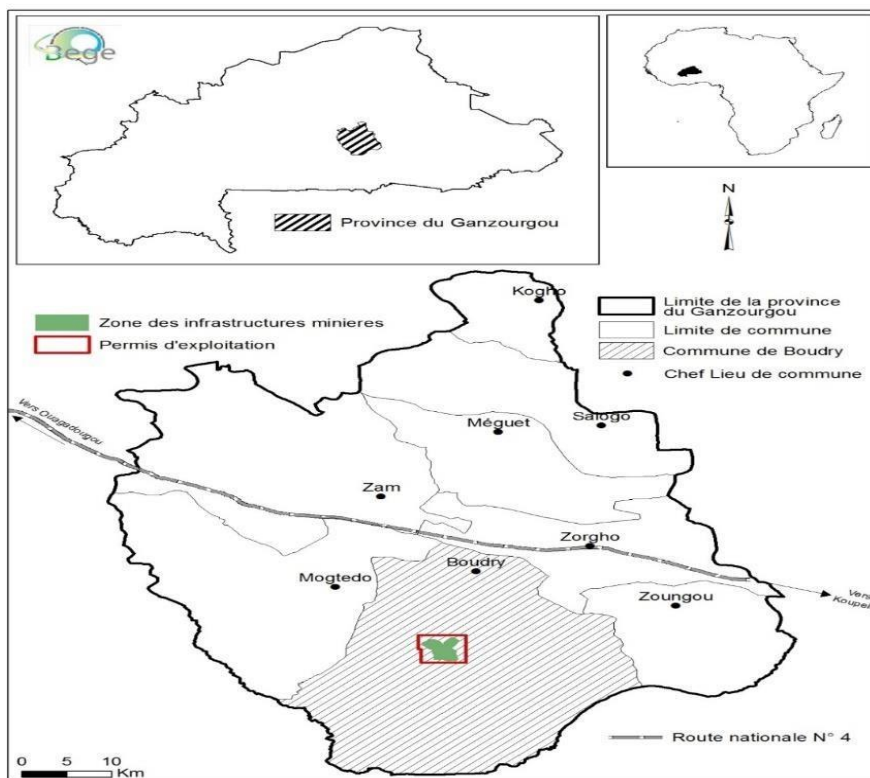 Bege
Province du Ganzourgou
N
Zone des infrastructures minieres
Permis d'exploitation
Limite de la province
du Ganzourgou
Limite de commune
Commune de Boudry
Chef Lieu de commune
Kogho
Vers Ouagadougou
Méguet
Salogo
Zam
Zorgho
Boudry
Mogtedo
Zoungou
Vers
Route nationale N° 4
0 5 10
Km